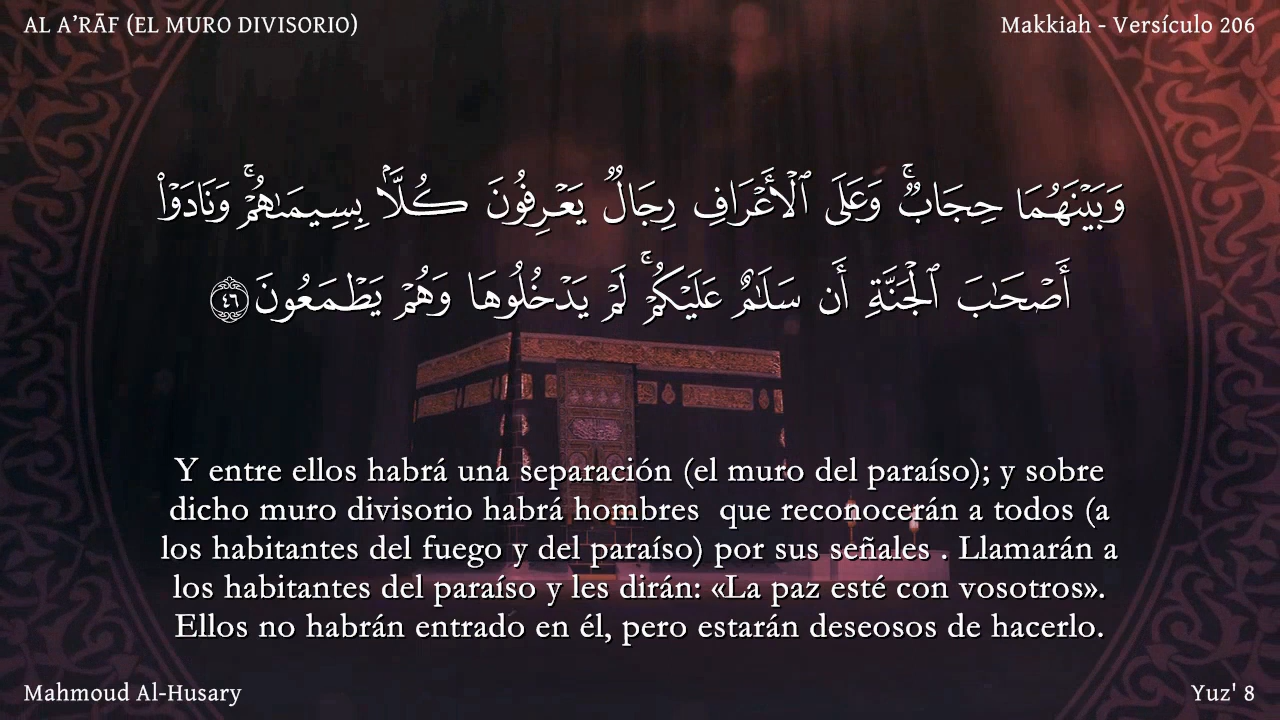 AL A’RĀF (EL MURO DIVISORIO)
Makkiah - Versículo 206
وَبَيْنَهُمَا حِجَابٌۚ وَعَلَى ٱلْأَعْرَافِ رِجَالٌ يَعْرِفُونَ كُلًّۢا بِسِيمَىٰهُمْۚ وَنَادَوْا۟
أَصْحَٰبَ ٱلْجَنَّةِ أَن سَلَٰمٌ عَلَيْكُمْۚ لَمْ يَدْخُلُوهَا وَهُمْ يَطْمَعُونَ ٤٦
Y entre ellos habrá una separación (el muro del paraíso); y sobre
dicho muro divisorio habrá hombres  que reconocerán a todos (a
los habitantes del fuego y del paraíso) por sus señales . Llamarán a
los habitantes del paraíso y les dirán: «La paz esté con vosotros».
Ellos no habrán entrado en él, pero estarán deseosos de hacerlo.
Mahmoud Al-Husary
Yuz' 8